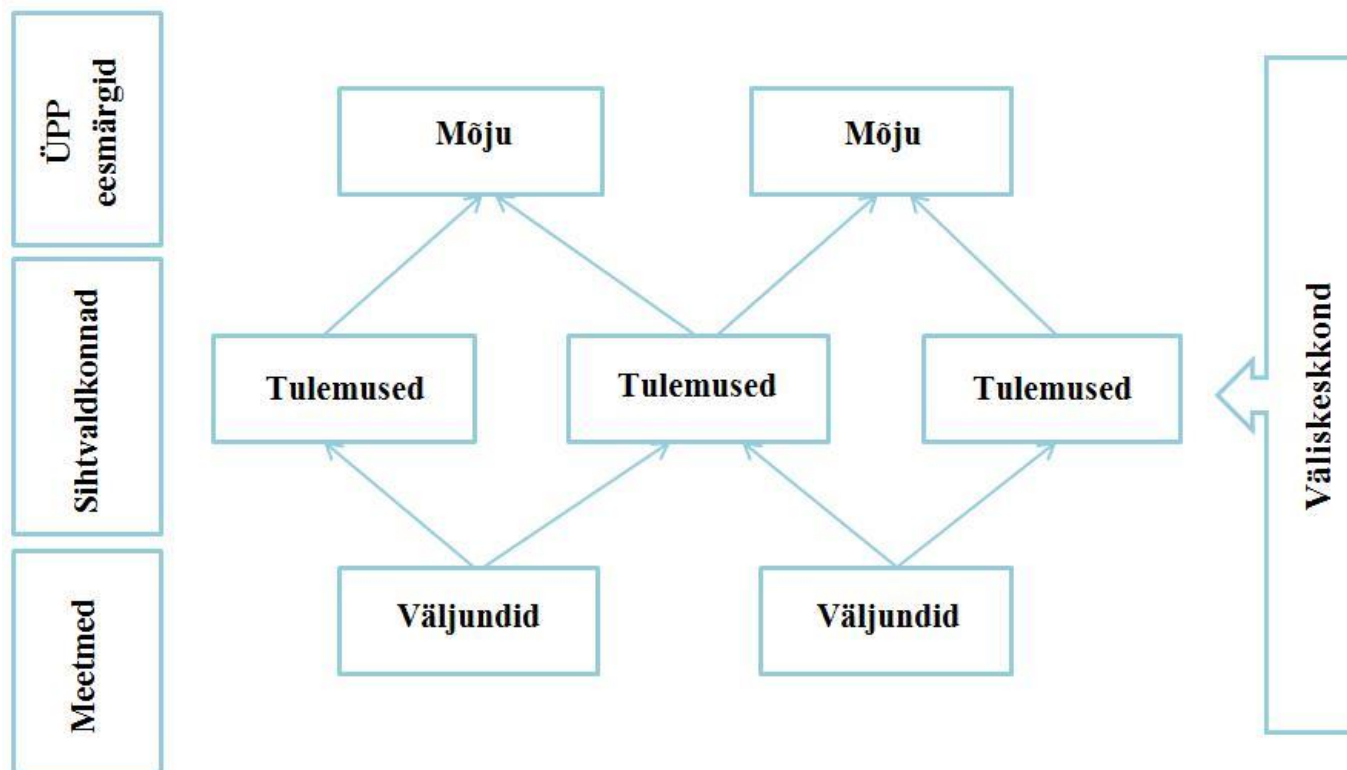 ÜPP
eesmärgid
Mõju
Mõju
Sihtvaldkonnad
Tulemused
Tulemused
Tulemused
Meetmed
Väljundid
Väljundid
Väliskeskkond